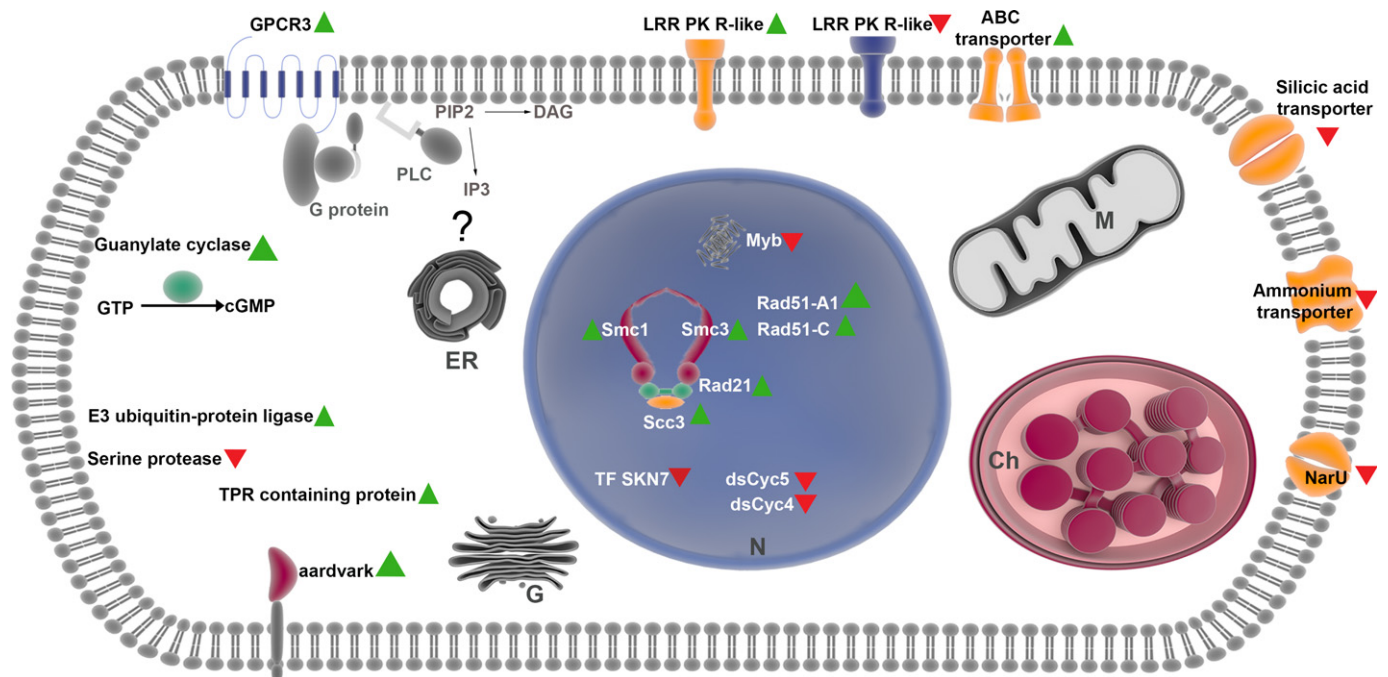 GPCR3
LRR PK R-like
LRR PK R-like
ABC
transporter
Silicic acid
transporter
PIP2
DAG
PLC
IP3
G protein
?
M
Guanylate cyclase
GTP
cGMP
ER
Myb
Rad51-A1
Smc1
Smc3
Rad51-C
Rad21
Scc3
Ammonium
transporter
E3 ubiquitin-protein ligase
Serine protease
TPR containing protein
TF SKN7
dsCyc5
dsCyc4
Ch
NarU
N
aardvark
G